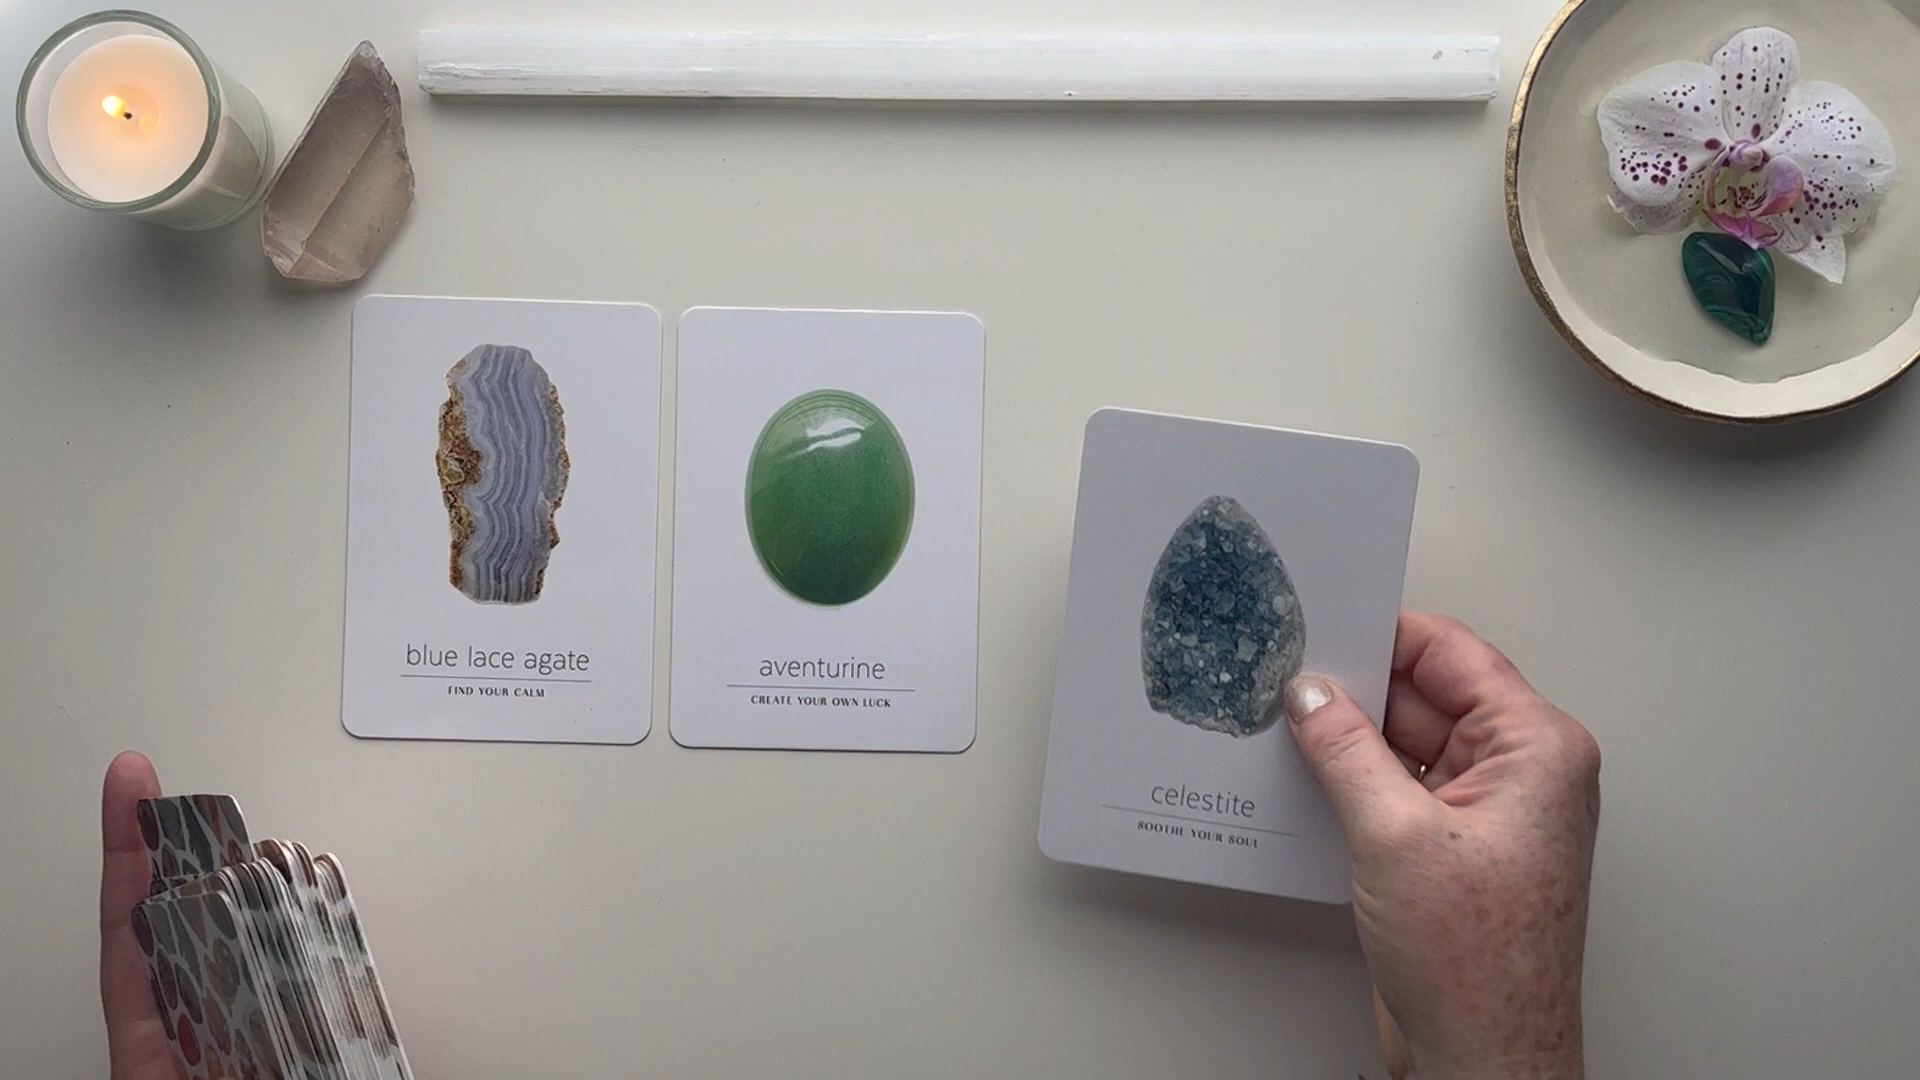 blue lace agate
FIND YOUR CALM
aventurine
CREATE YOUR OWN LUCK
celestite
SOOTHE YOUR SOUL